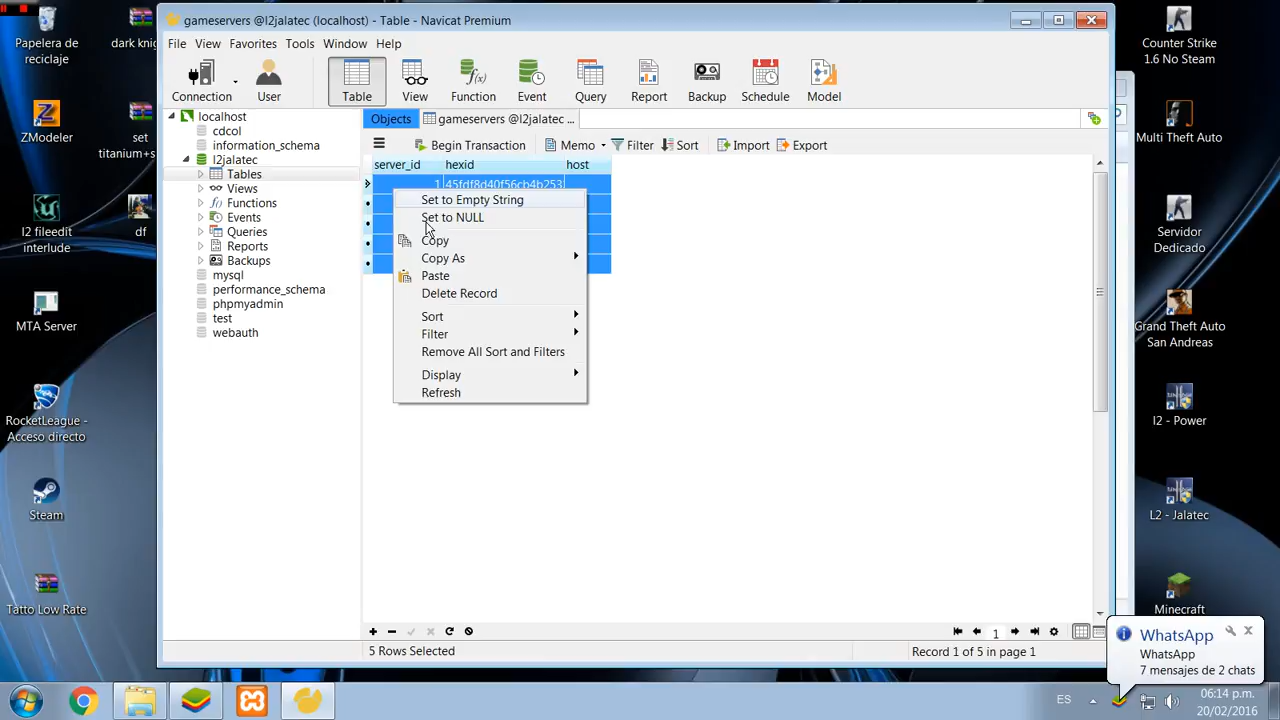 gameservers @l2jalatec (localhost) - Table - Navicat Premium
File View Favorites Tools Window Help
Connection User Table View Function Event Query Report Backup Schedule Model
localhost
cdcol
information_schema
l2jalatec
Tables
Views
Functions
Events
Queries
Reports
Backups
mysql
performance_schema
phpmyadmin
test
webauth
Objects gameservers @l2jalatec ...
Begin Transaction Memo Filter Sort Import Export
server_id hexid host
1 45fdf8d40f56cb4b253
Set to Empty String
Set to NULL
Copy
Copy As
Paste
Delete Record
Sort
Filter
Remove All Sort and Filters
Display
Refresh
1
5 Rows Selected Record 1 of 5 in page 1
Papelera de
reciclaje
dark knig
ZModeler
set
titanium+s
l2 fileedit
interlude
df
MTA Server
RocketLeague -
Acceso directo
Steam
Tatto Low Rate
Counter Strike
1.6 No Steam
Multi Theft Auto
Servidor
Dedicado
Grand Theft Auto
San Andreas
l2 - Power
L2 - Jalatec
Minecraft
WhatsApp
WhatsApp
7 mensajes de 2 chats
ES
06:14 p.m.
20/02/2016